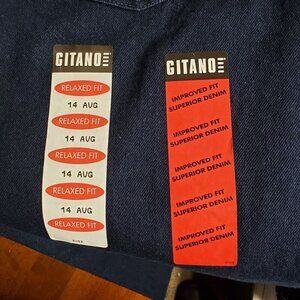 GITANO
RELAXED FIT
14 AVG
RELAXED FIT
14 AVG
RELAXED FIT
14 AVG
RELAXED FIT
14 AVG
RELAXED FIT
GITANO
IMPROVED FIT
SUPERIOR DENIM
IMPROVED FIT
SUPERIOR DENIM
IMPROVED FIT
SUPERIOR DENIM
IMPROVED FIT
SUPERIOR DENIM
IMPROVED FIT
SUPERIOR DENIM